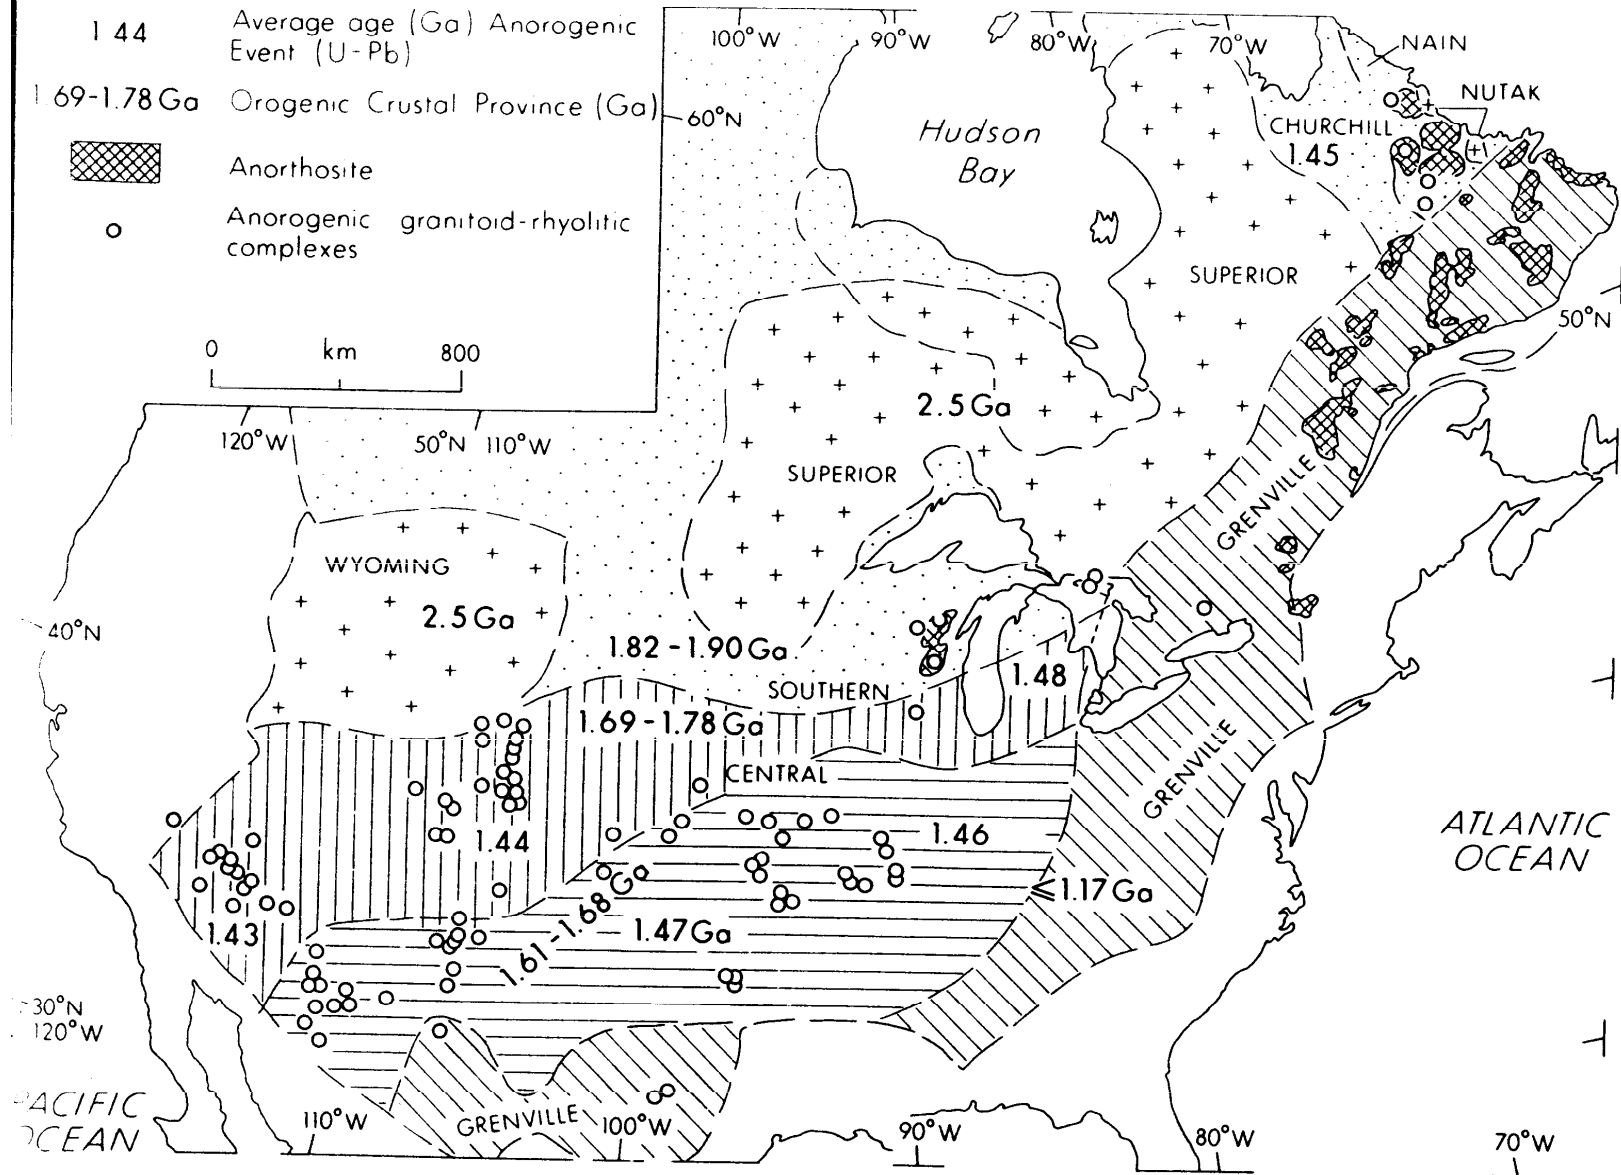 1.44 Average age (Ga) Anorogenic
Event (U-Pb)
1.69-1.78 Ga Orogenic Crustal Province (Ga)
Anorthosite
Anorogenic granitoid-rhyolitic
complexes
0 km 800
100°W
90°W
80°W
70°W
60°N
NAIN
NUTAK
CHURCHILL
1.45
Hudson
Bay
SUPERIOR
50°N
2.5 Ga
120°W
50°N
110°W
SUPERIOR
GRENVILLE
WYOMING
2.5 Ga
40°N
1.82-1.90 Ga
SOUTHERN
1.48
1.69-1.78 Ga
CENTRAL
GRENVILLE
1.44
1.46
ATLANTIC
OCEAN
1.61-1.68 Ga
≤1.17 Ga
1.43
1.47 Ga
30°N
120°W
PACIFIC
OCEAN
110°W
GRENVILLE
100°W
90°W
80°W
70°W